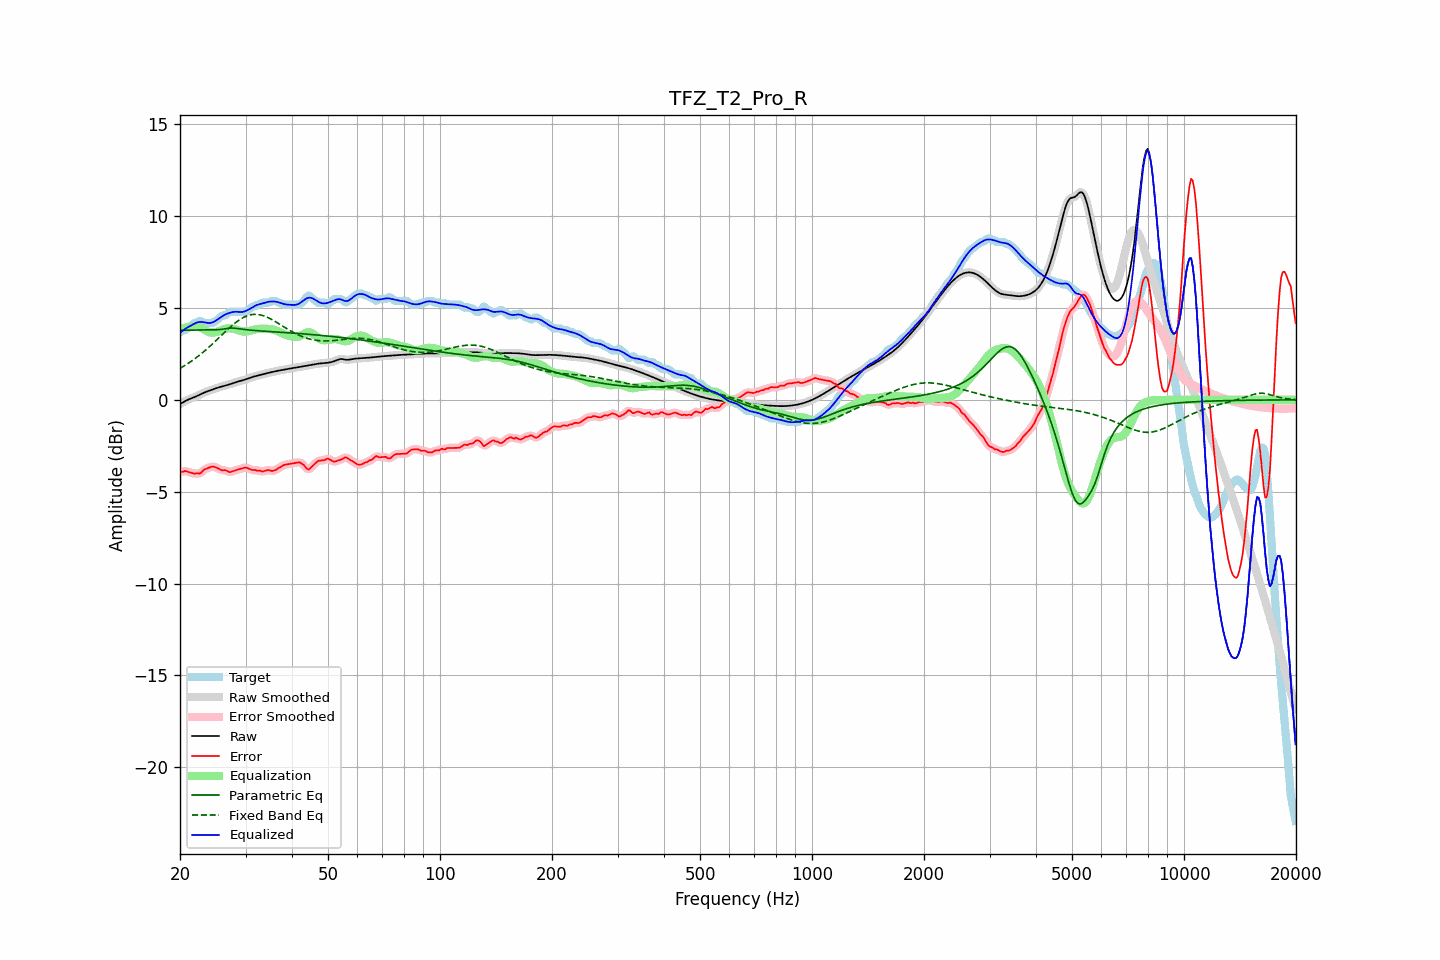 TFZ_T2_Pro_R
15
10
5
0
−5
−10
−15
−20
Amplitude (dBr)
Target
Raw Smoothed
Error Smoothed
Raw
Error
Equalization
Parametric Eq
Fixed Band Eq
Equalized
20 50 100 200 500 1000 2000 5000 10000 20000
Frequency (Hz)